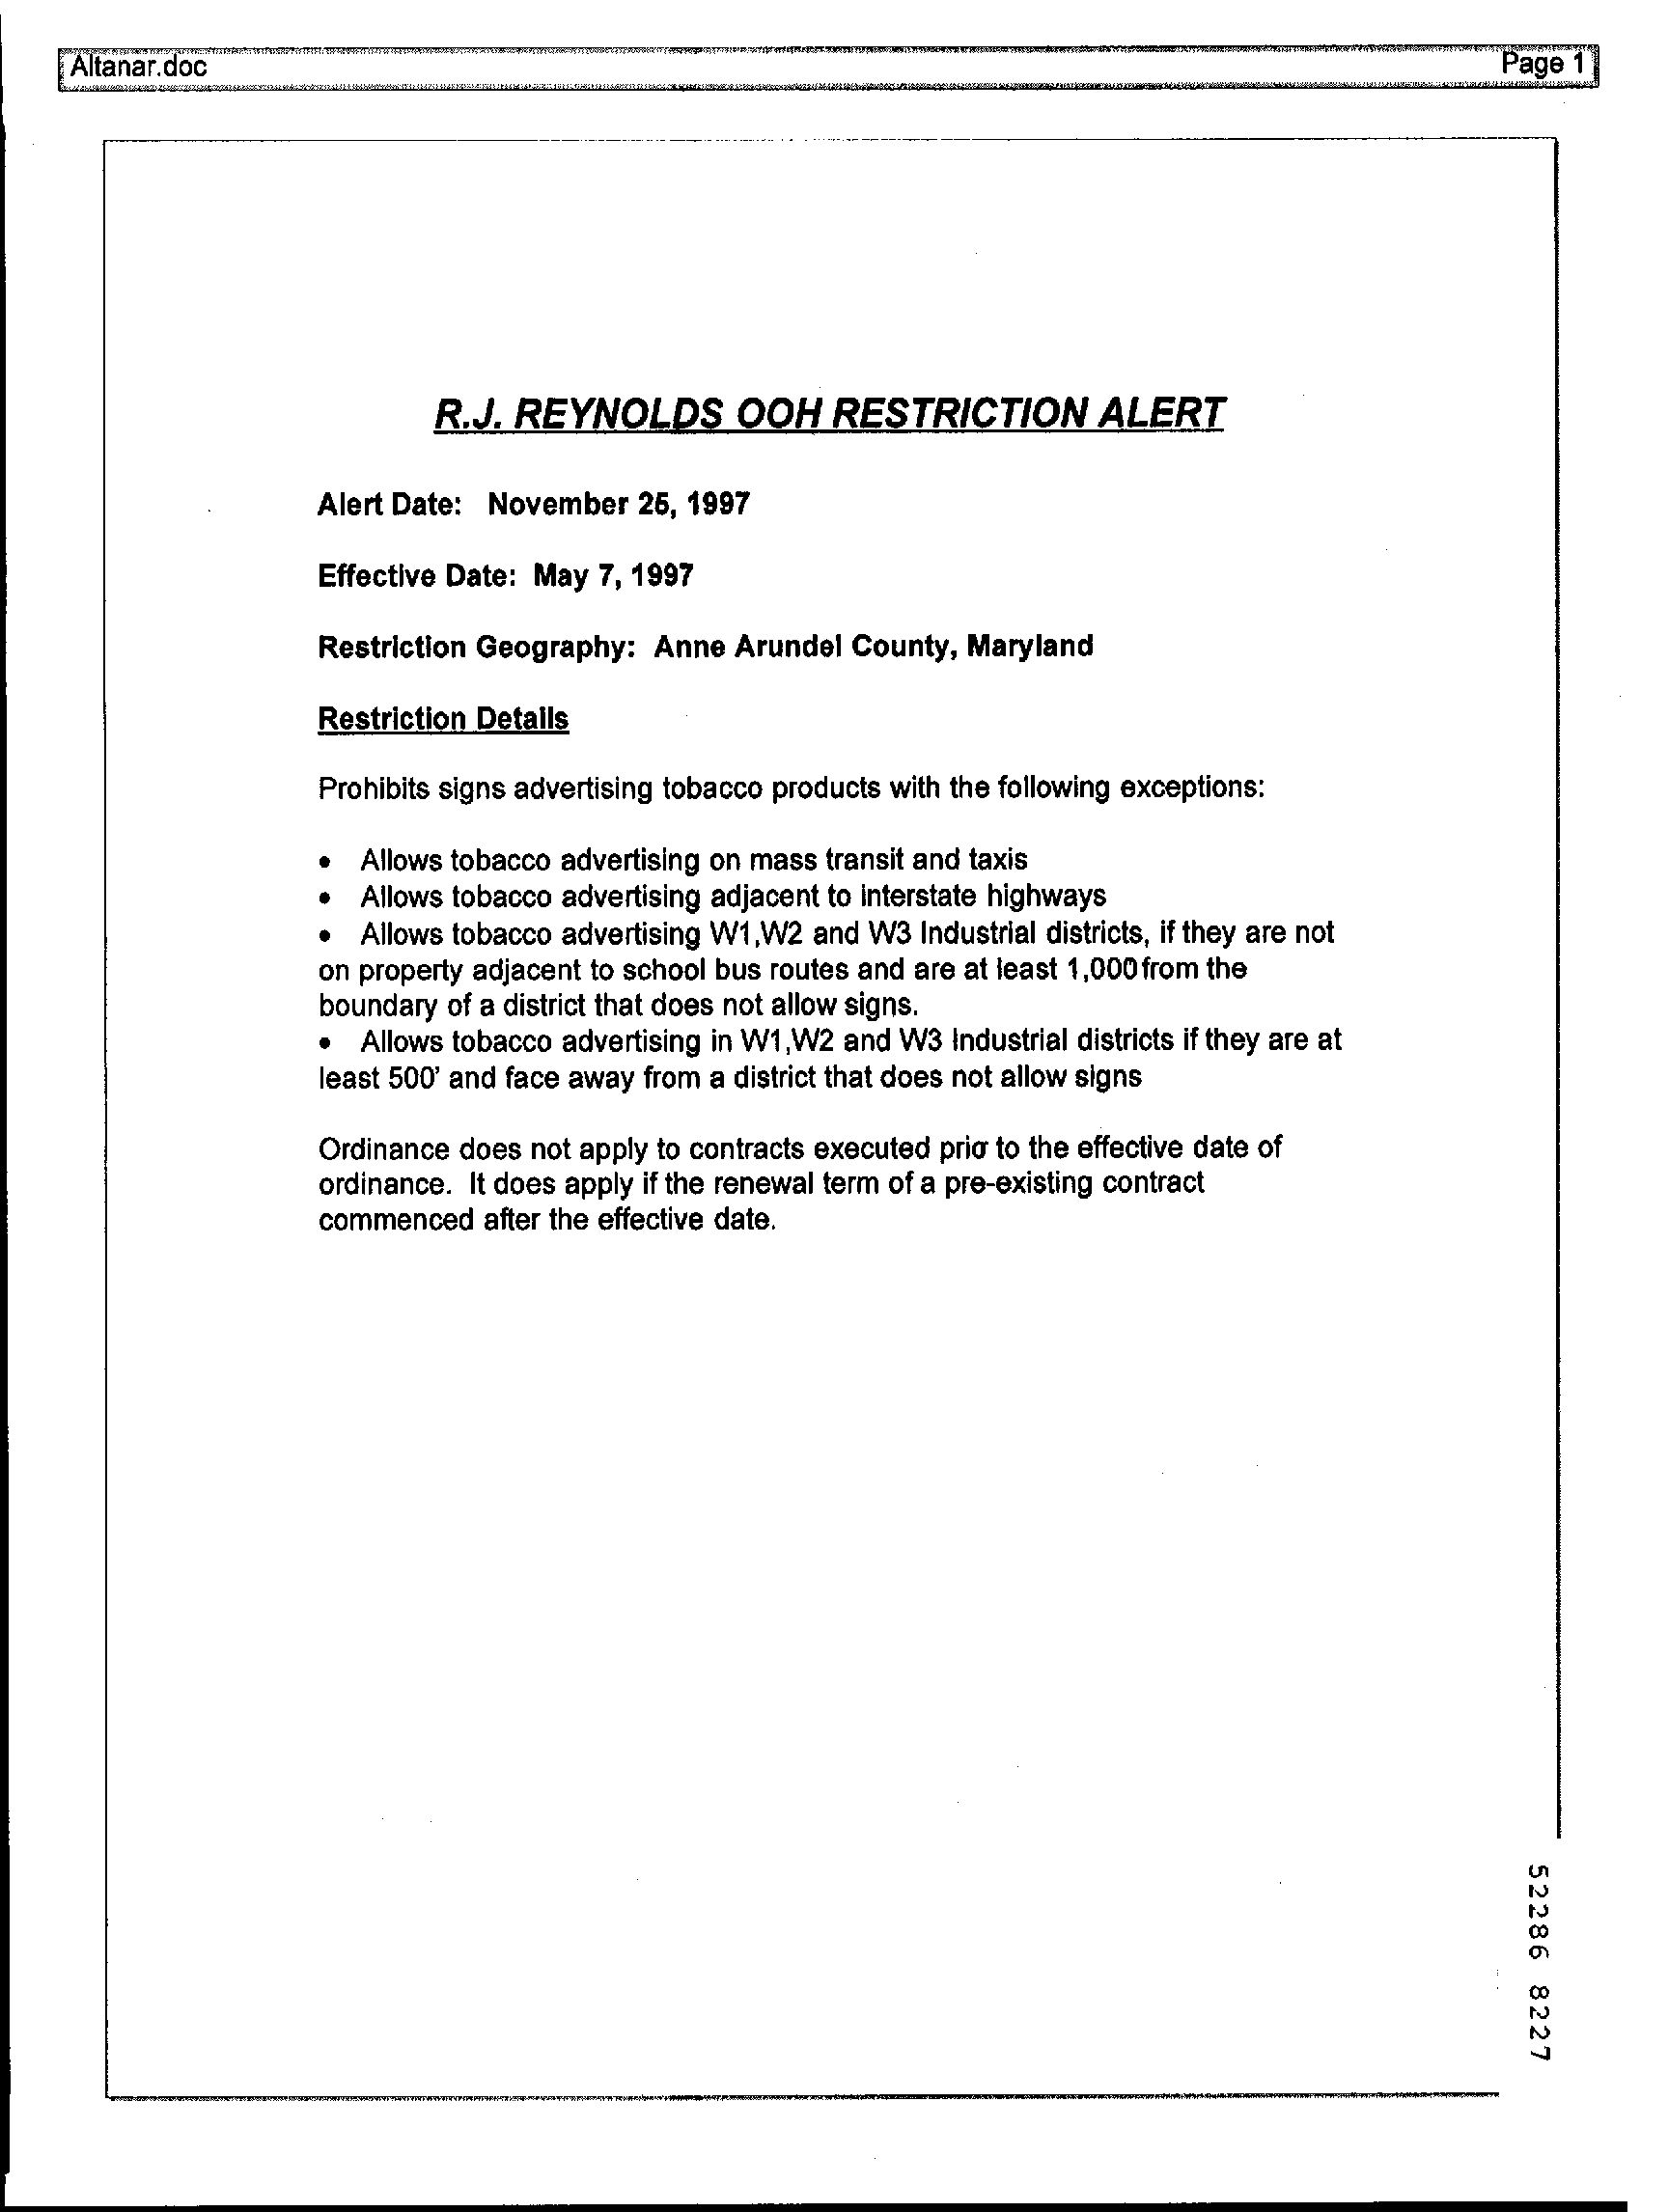 Altanar.doc Page 1
R.J. REYNOLDS OOH RESTRICTION ALERT
Alert Date: November 25, 1997
Effective Date: May 7, 1997
Restriction Geography: Anne Arundel County, Maryland
Restriction Details
Prohibits signs advertising tobacco products with the following exceptions:
• Allows tobacco advertising on mass transit and taxis
• Allows tobacco advertising adjacent to interstate highways
• Allows tobacco advertising W1,W2 and W3 Industrial districts, if they are not
on property adjacent to school bus routes and are at least 1,000 from the
boundary of a district that does not allow signs.
• Allows tobacco advertising in W1,W2 and W3 Industrial districts if they are at
least 500' and face away from a district that does not allow signs
Ordinance does not apply to contracts executed prior to the effective date of
ordinance. It does apply if the renewal term of a pre-existing contract
commenced after the effective date.
52286 8227